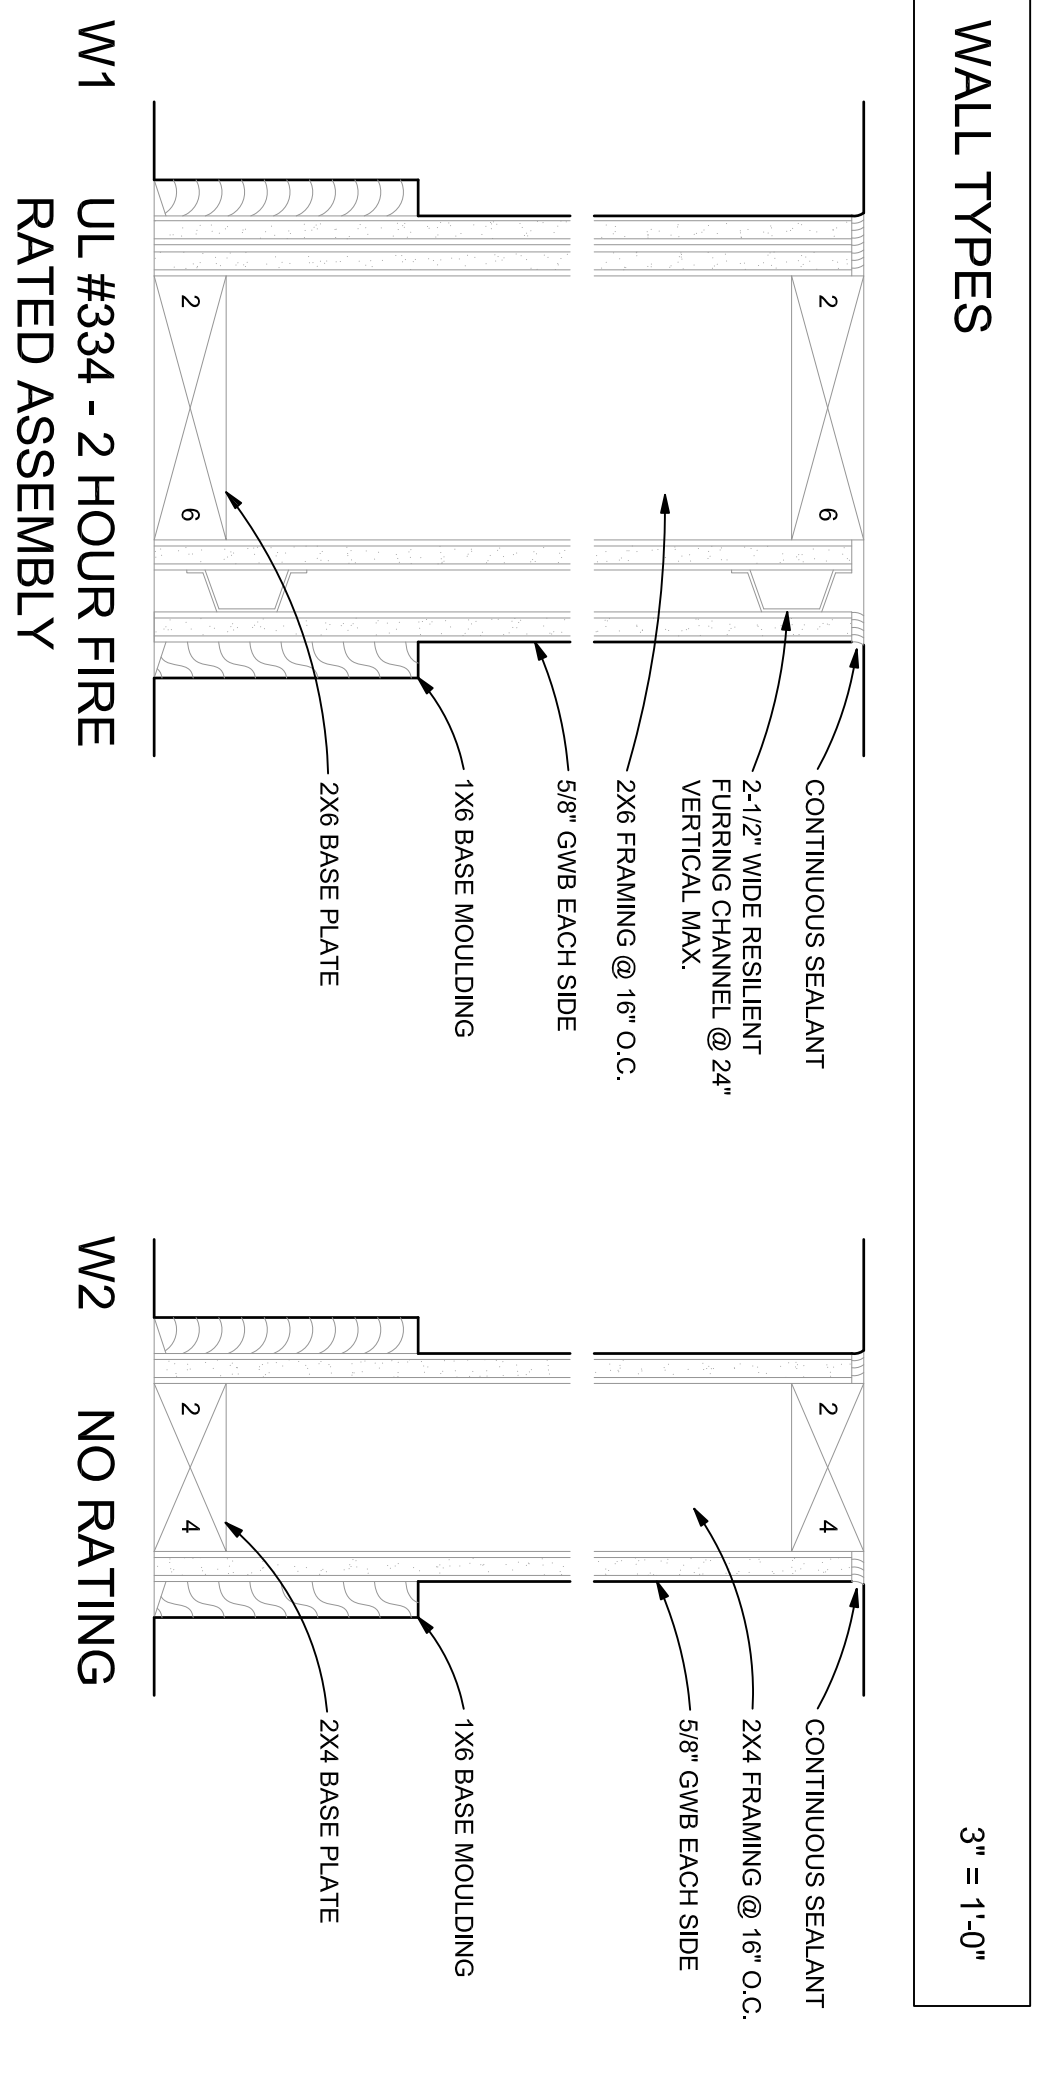 WALL TYPES
3" = 1'-0"
2
6
2
6
CONTINUOUS SEALANT
2-1/2" WIDE RESILIENT
FURRING CHANNEL @ 24"
VERTICAL MAX.
2X6 FRAMING @ 16" O.C.
5/8" GWB EACH SIDE
1X6 BASE MOULDING
2X6 BASE PLATE
W1
UL #334 - 2 HOUR FIRE
RATED ASSEMBLY
2
4
2
4
CONTINUOUS SEALANT
2X4 FRAMING @ 16" O.C.
5/8" GWB EACH SIDE
1X6 BASE MOULDING
2X4 BASE PLATE
W2
NO RATING